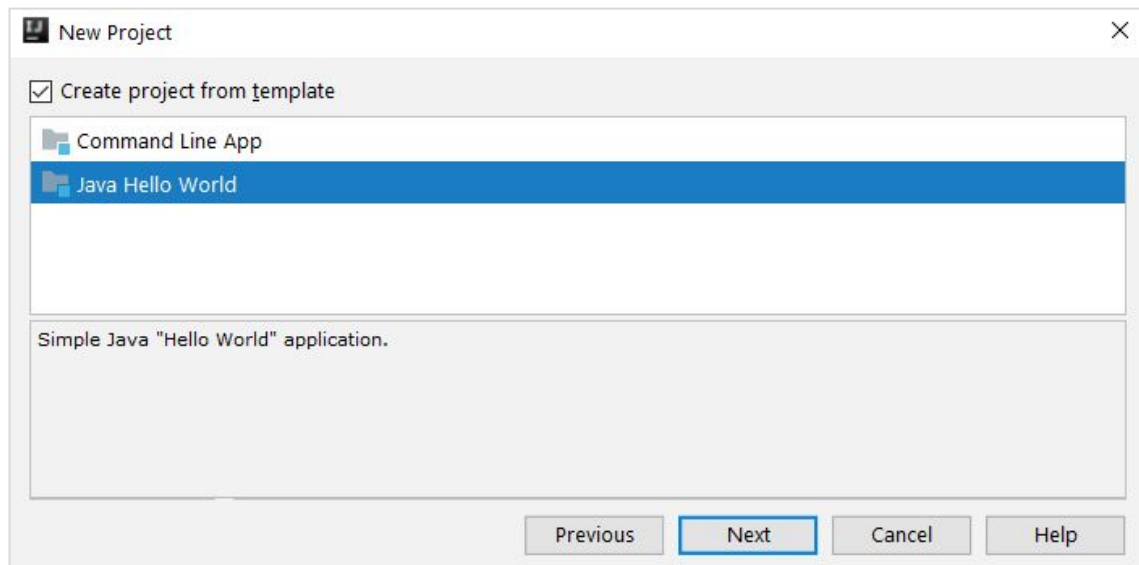 New Project
Create project from template
Command Line App
Java Hello World
Simple Java "Hello World" application.
Previous Next Cancel Help